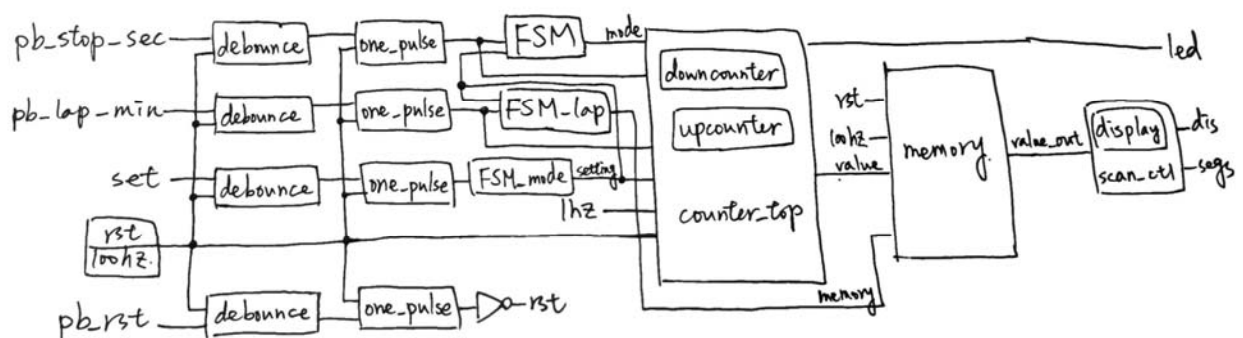 pb_stop_sec
debounce
one_pulse
FSM
mode
led
downcounter
pb_lap_min
debounce
one_pulse
FSM_lap
upcounter
rst
100hz
value
memory.
value_out
display
dis
scan_ctl
segs
set
debounce
one_pulse
FSM_mode
setting
1hz
counter_top
rst
100hz.
pb_rst
debounce
one_pulse
rst
memory